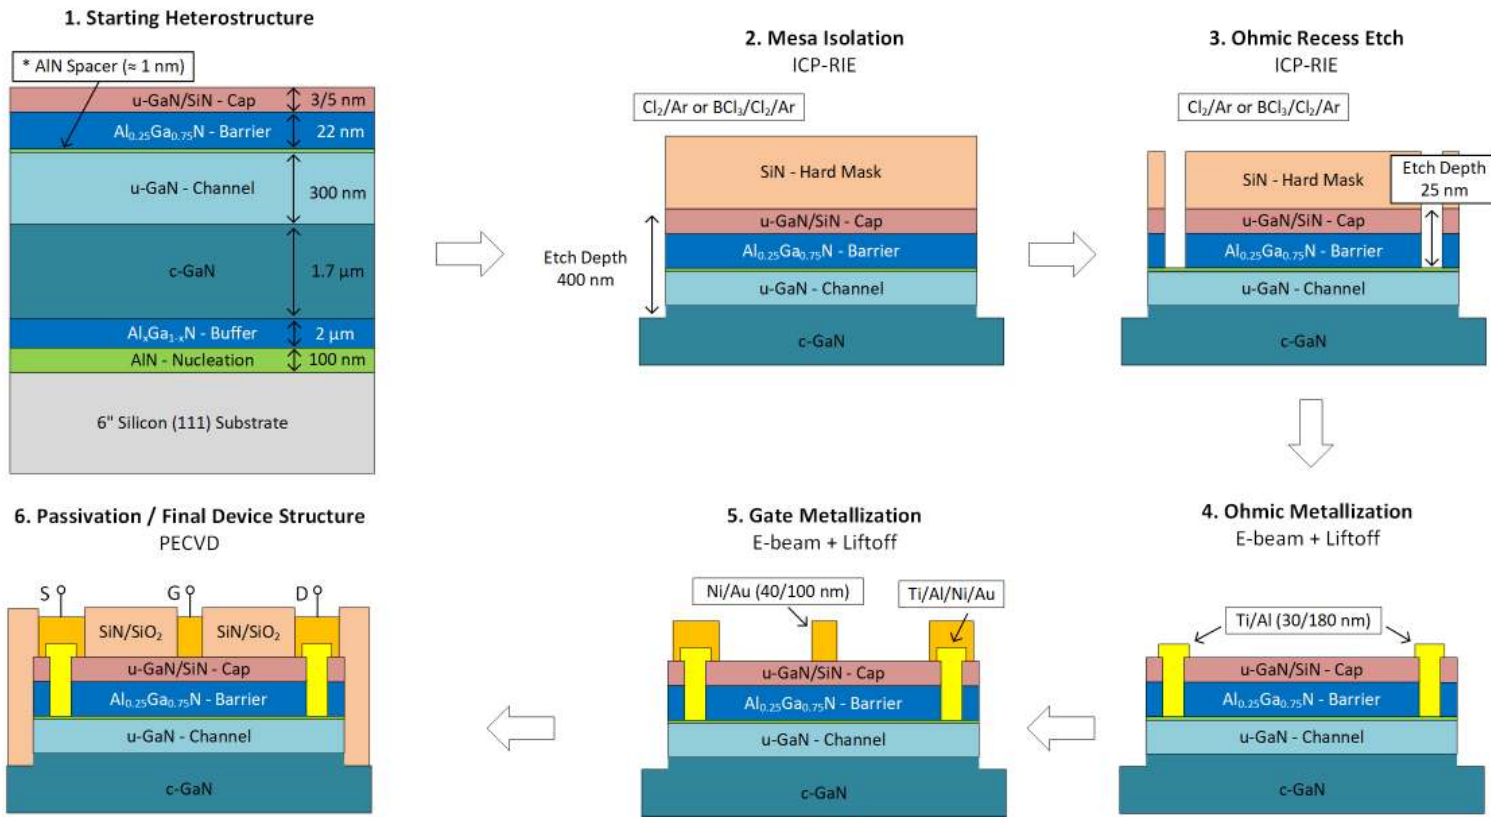 1. Starting Heterostructure
* AlN Spacer (≈ 1 nm)
u-GaN/SiN - Cap
3/5 nm
Al₀.₂₅Ga₀.₇₅N - Barrier
22 nm
u-GaN - Channel
300 nm
c-GaN
1.7 µm
AlₓGa₁₋ₓN - Buffer
2 µm
AlN - Nucleation
100 nm
6" Silicon (111) Substrate
2. Mesa Isolation
ICP-RIE
Cl₂/Ar or BCl₃/Cl₂/Ar
SiN - Hard Mask
u-GaN/SiN - Cap
Al₀.₂₅Ga₀.₇₅N - Barrier
u-GaN - Channel
c-GaN
Etch Depth
400 nm
3. Ohmic Recess Etch
ICP-RIE
Cl₂/Ar or BCl₃/Cl₂/Ar
SiN - Hard Mask
Etch Depth
25 nm
u-GaN/SiN - Cap
Al₀.₂₅Ga₀.₇₅N - Barrier
u-GaN - Channel
c-GaN
4. Ohmic Metallization
E-beam + Liftoff
Ti/Al (30/180 nm)
u-GaN/SiN - Cap
Al₀.₂₅Ga₀.₇₅N - Barrier
u-GaN - Channel
c-GaN
5. Gate Metallization
E-beam + Liftoff
Ni/Au (40/100 nm)
Ti/Al/Ni/Au
u-GaN/SiN - Cap
Al₀.₂₅Ga₀.₇₅N - Barrier
u-GaN - Channel
c-GaN
6. Passivation / Final Device Structure
PECVD
S
G
D
SiN/SiO₂
SiN/SiO₂
u-GaN/SiN - Cap
Al₀.₂₅Ga₀.₇₅N - Barrier
u-GaN - Channel
c-GaN